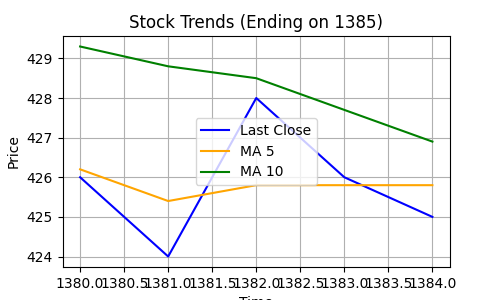 Stock Trends (Ending on 1385)
429
428
427
426
425
424
Price
Last Close
MA 5
MA 10
1380.0 1380.5 1381.0 1381.5 1382.0 1382.5 1383.0 1383.5 1384.0
Time